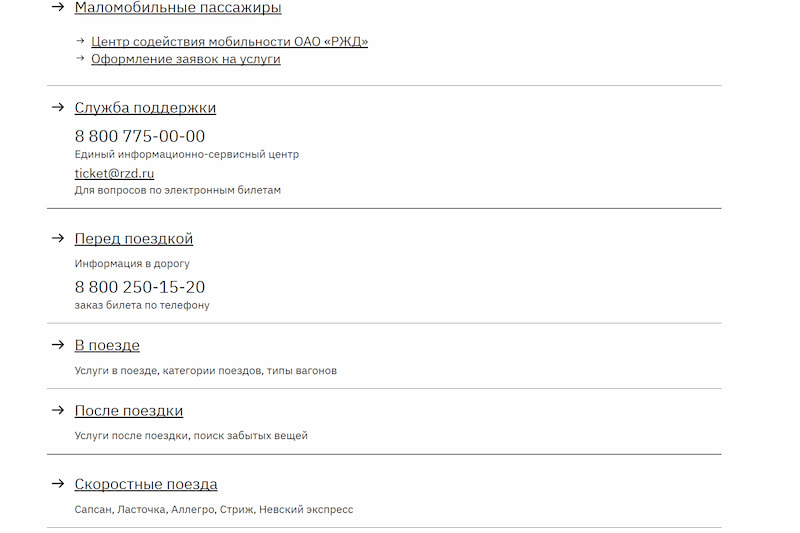 Маломобильные пассажиры
Центр содействия мобильности ОАО «РЖД»
Оформление заявок на услуги
Служба поддержки
8 800 775-00-00
Единый информационно-сервисный центр
ticket@rzd.ru
Для вопросов по электронным билетам
Перед поездкой
Информация в дорогу
8 800 250-15-20
заказ билета по телефону
В поезде
Услуги в поезде, категории поездов, типы вагонов
После поездки
Услуги после поездки, поиск забытых вещей
Скоростные поезда
Сапсан, Ласточка, Аллегро, Стриж, Невский экспресс